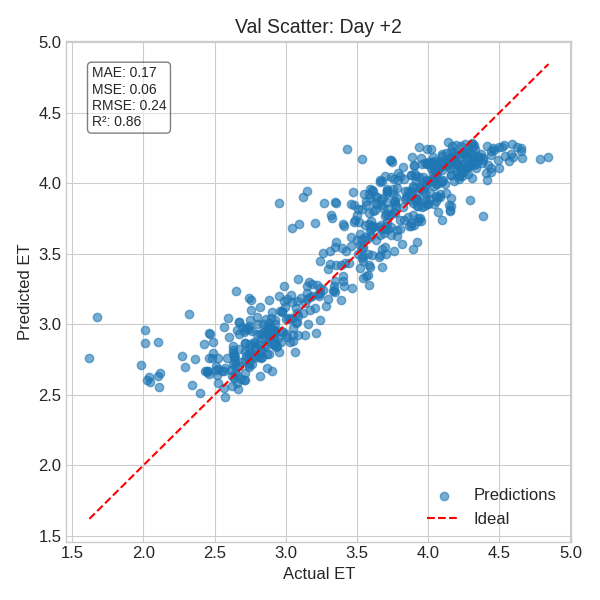 Val Scatter: Day +2
MAE: 0.17
MSE: 0.06
RMSE: 0.24
R²: 0.86
5.0
4.5
4.0
3.5
3.0
2.5
2.0
1.5
Predicted ET
Predictions
Ideal
1.5 2.0 2.5 3.0 3.5 4.0 4.5 5.0
Actual ET